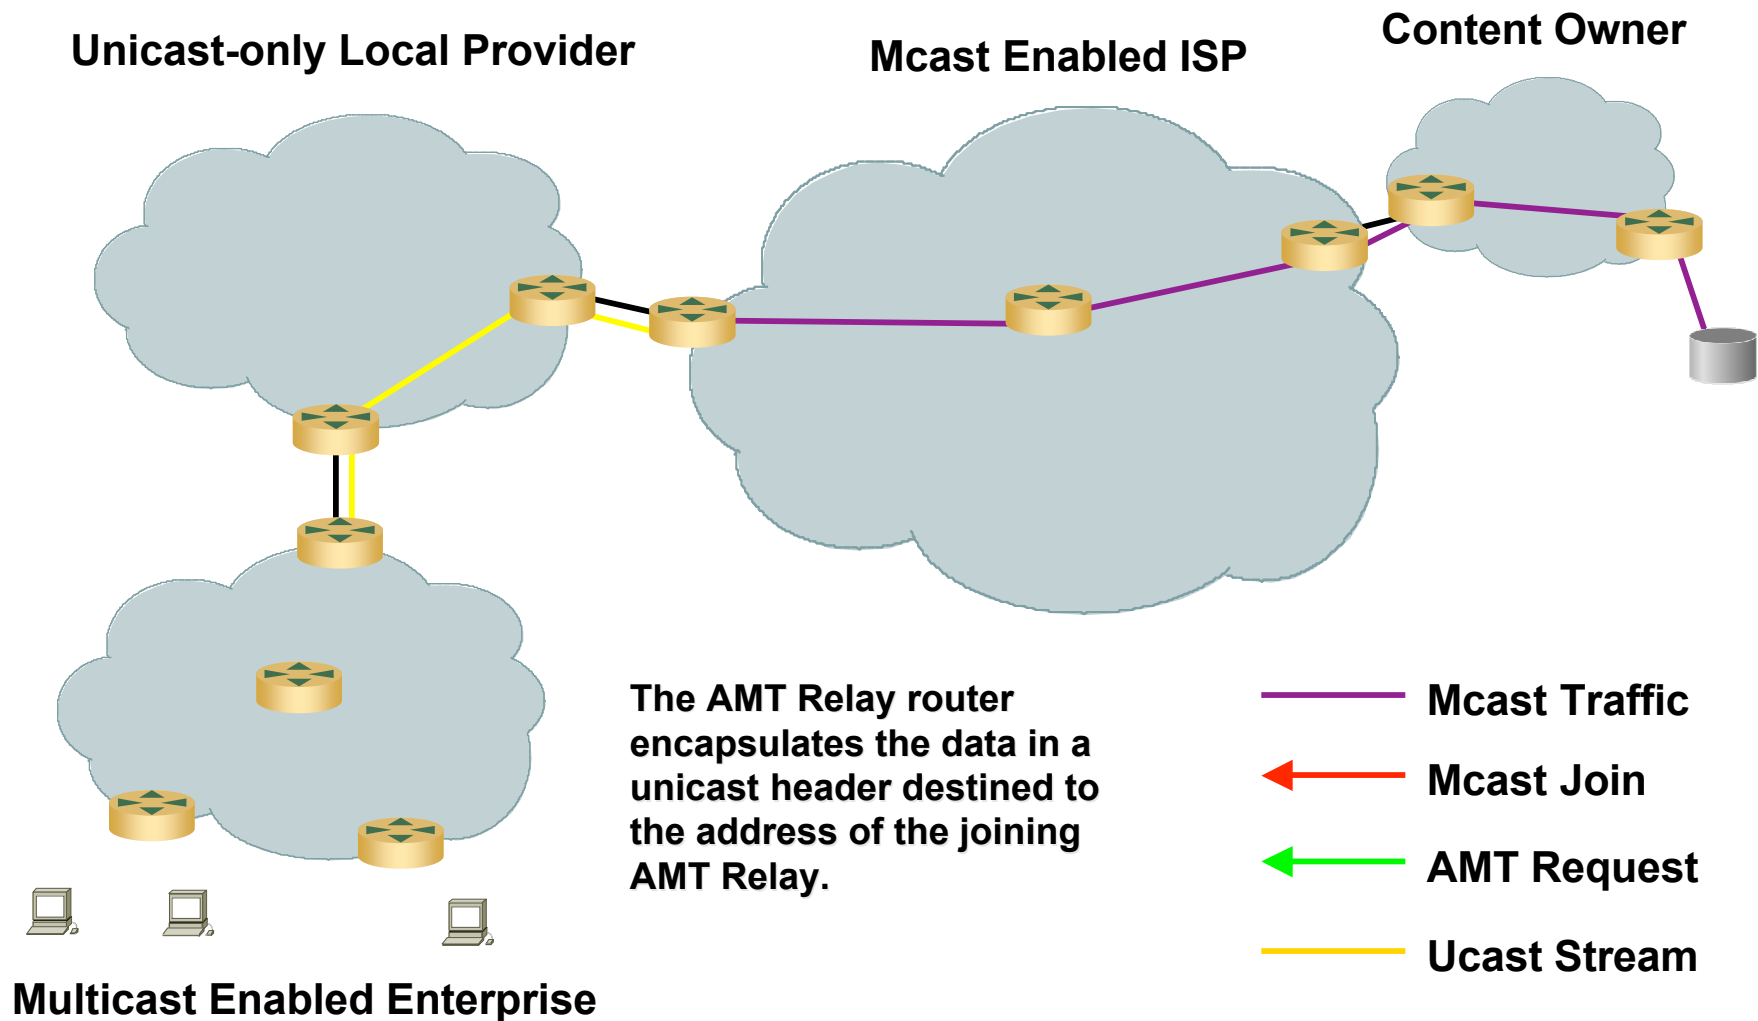 Unicast-only Local Provider
Mcast Enabled ISP
Content Owner
The AMT Relay router
encapsulates the data in a
unicast header destined to
the address of the joining
AMT Relay.
Mcast Traffic
Mcast Join
AMT Request
Ucast Stream
Multicast Enabled Enterprise